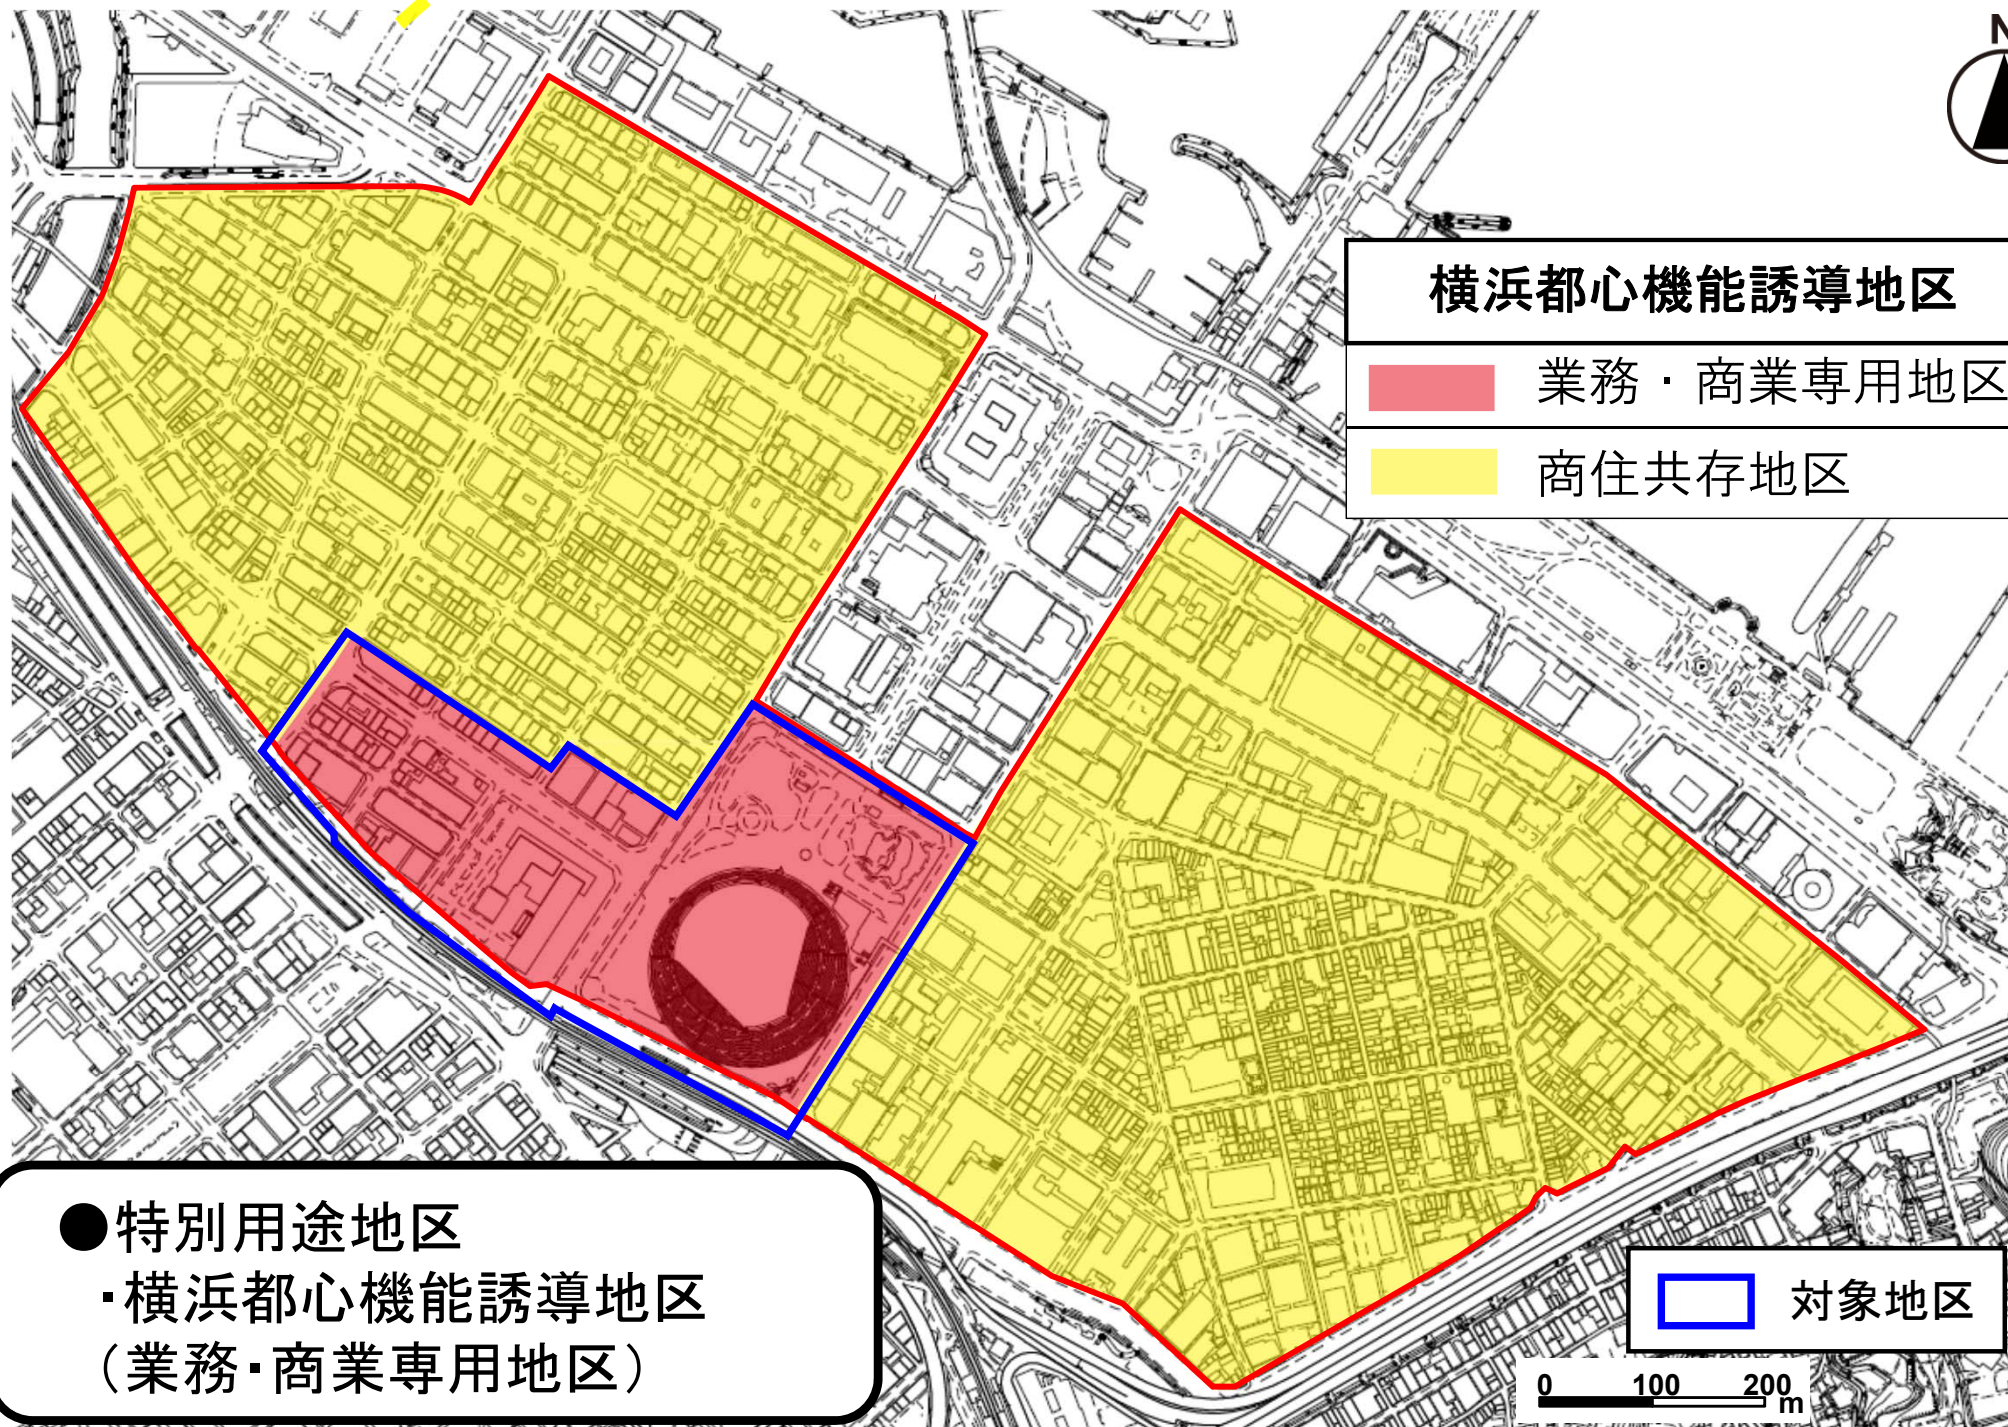 N
横浜都心機能誘導地区
業務・商業専用地区
商住共存地区
●特別用途地区
・横浜都心機能誘導地区
（業務・商業専用地区）
対象地区
0 100 200
m